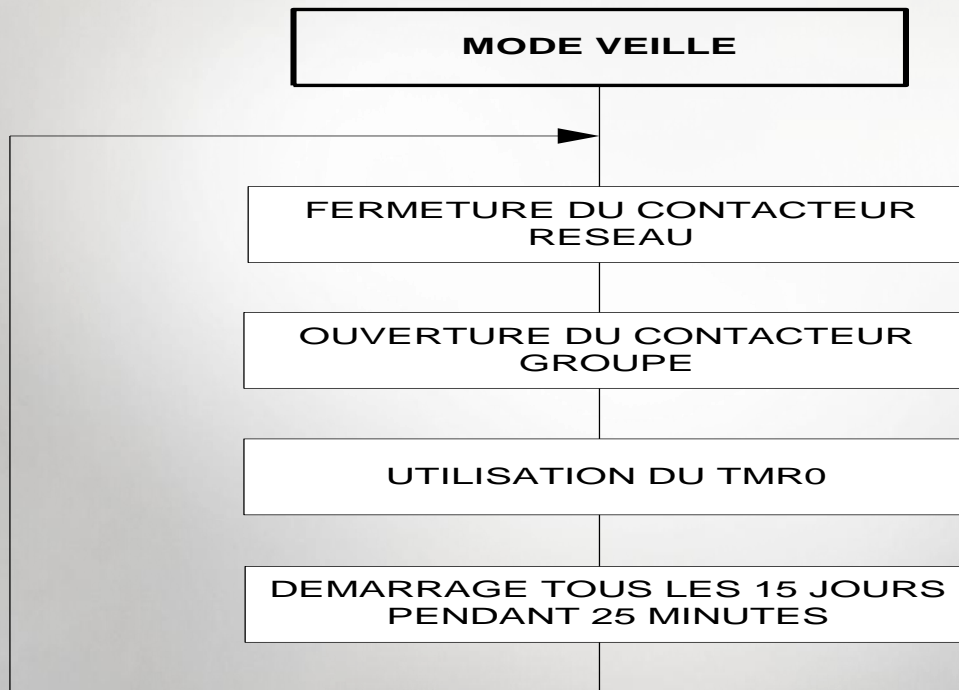 MODE VEILLE
FERMETURE DU CONTACTEUR
RESEAU
OUVERTURE DU CONTACTEUR
GROUPE
UTILISATION DU TMR0
DEMARRAGE TOUS LES 15 JOURS
PENDANT 25 MINUTES